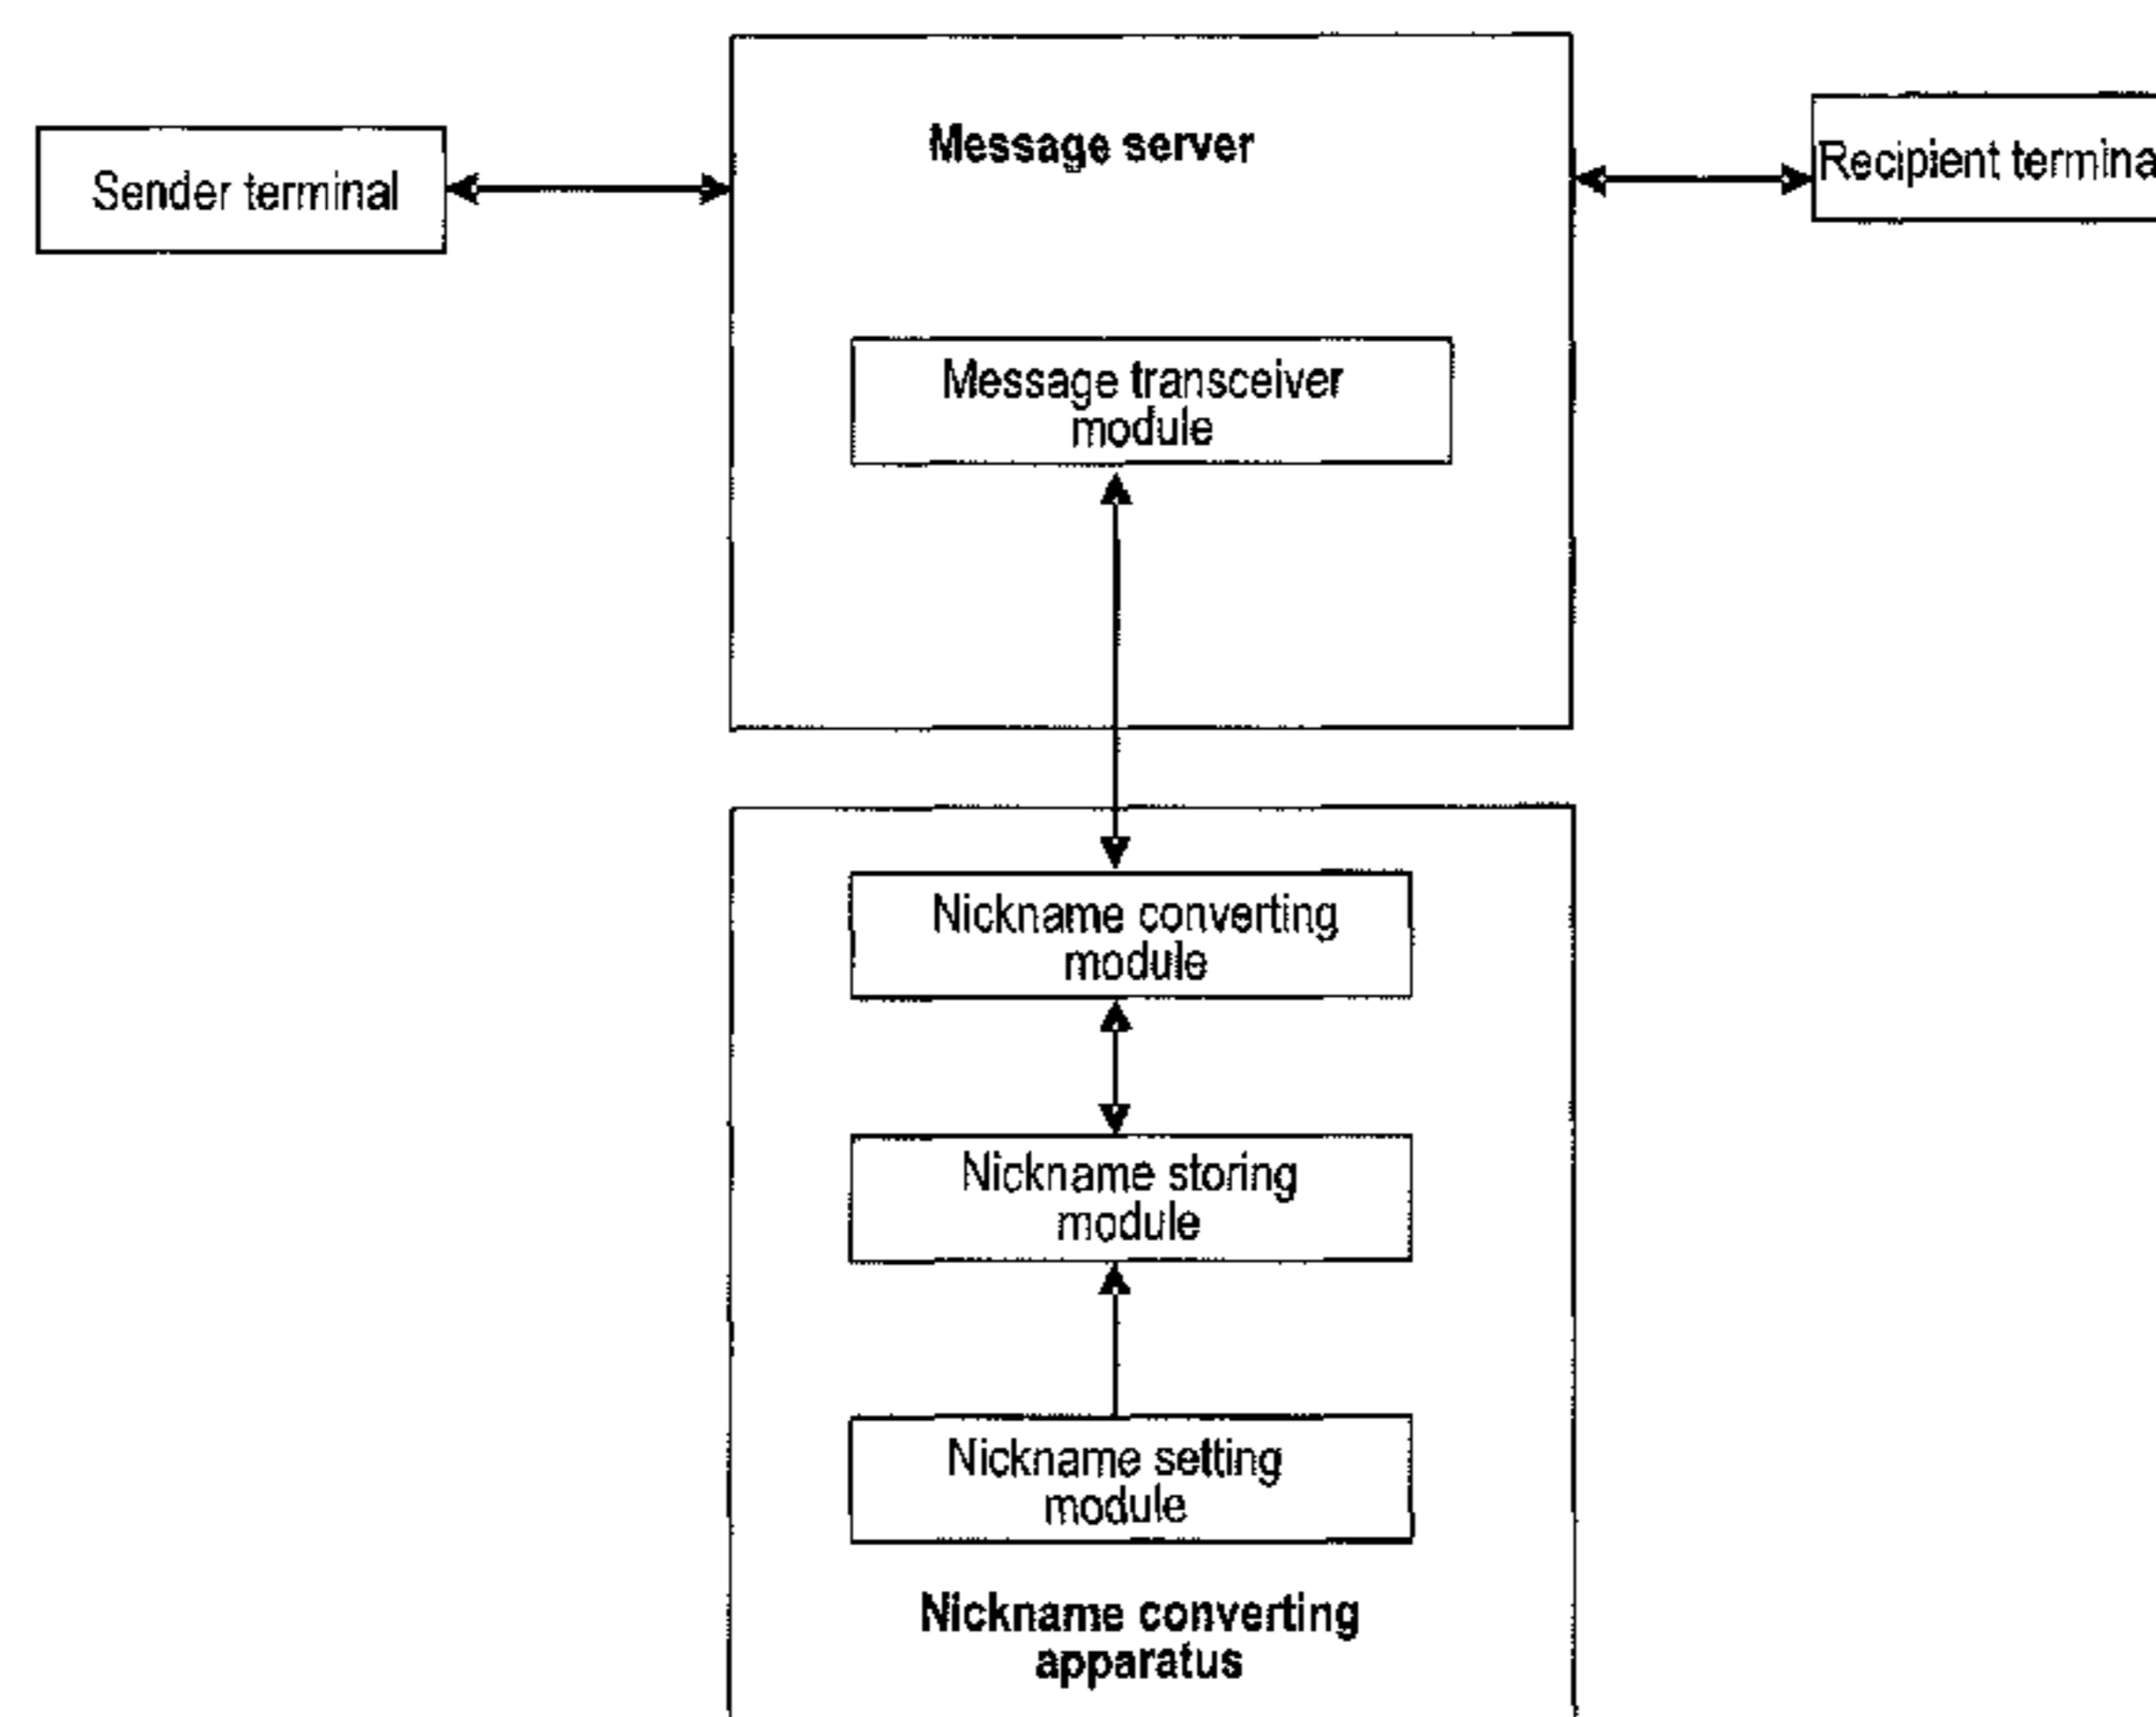 Message server
Sender terminal
Recipient termina
Message transceiver
module
Nickname converting
module
Nickname storing
module
Nickname setting
module
Nickname converting
apparatus